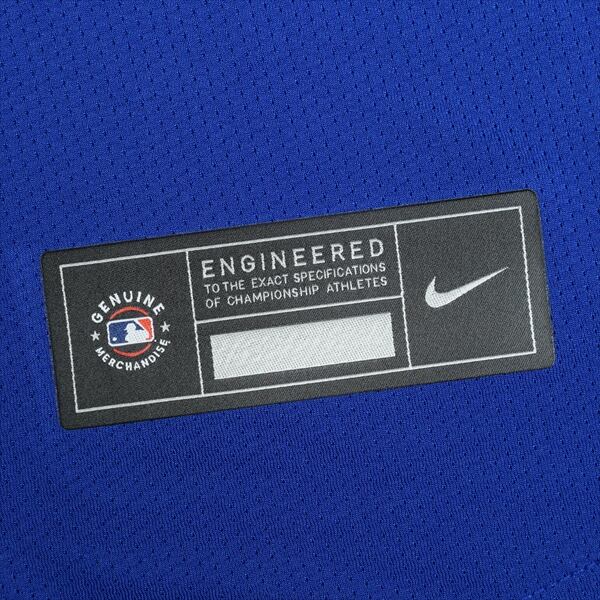 GENUINE
MERCHANDISE
ENGINEERED
TO THE EXACT SPECIFICATIONS
OF CHAMPIONSHIP ATHLETES